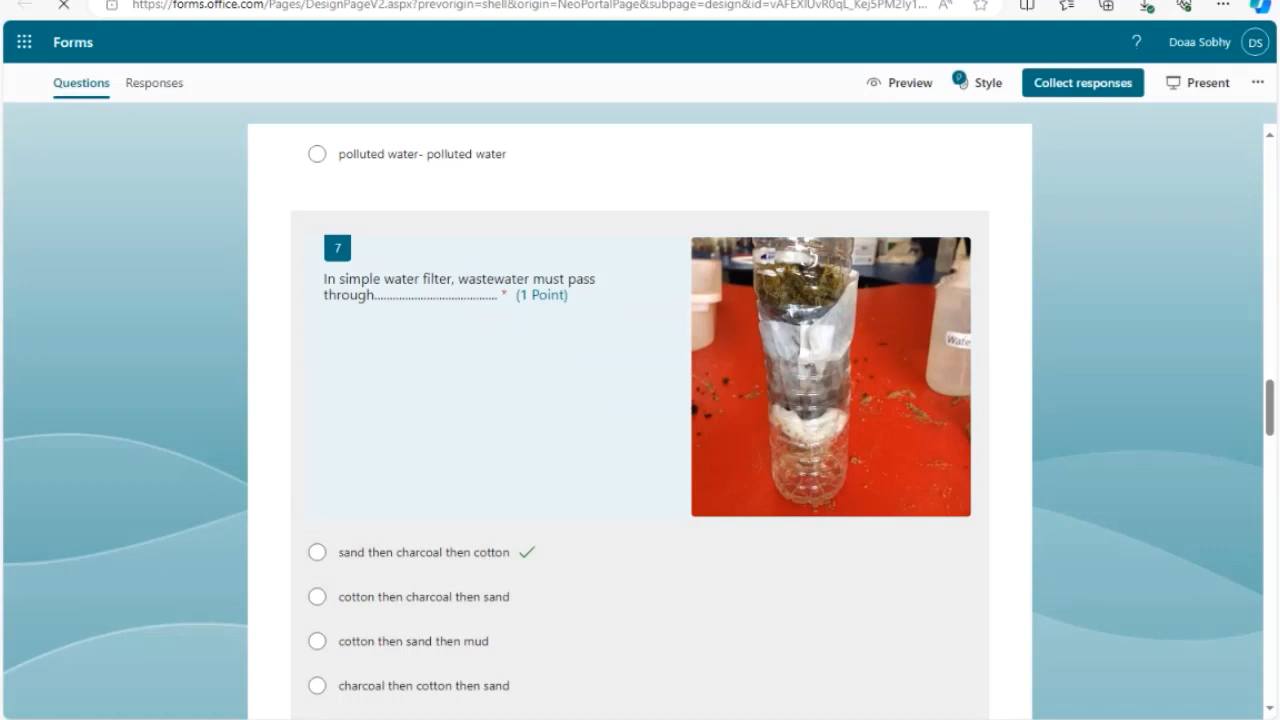 https://forms.office.com/Pages/DesignPageV2.aspx?prevorigin=shell&origin=NeoPortalPage&subpage=design&id=vAFEXIUvR0qL_Kej5PM2Iy1...
Forms
? Doaa Sobhy DS
Questions Responses Preview Style Collect responses Present ...
polluted water- polluted water
7
In simple water filter, wastewater must pass
through........................................ * (1 Point)
Wate
sand then charcoal then cotton
cotton then charcoal then sand
cotton then sand then mud
charcoal then cotton then sand